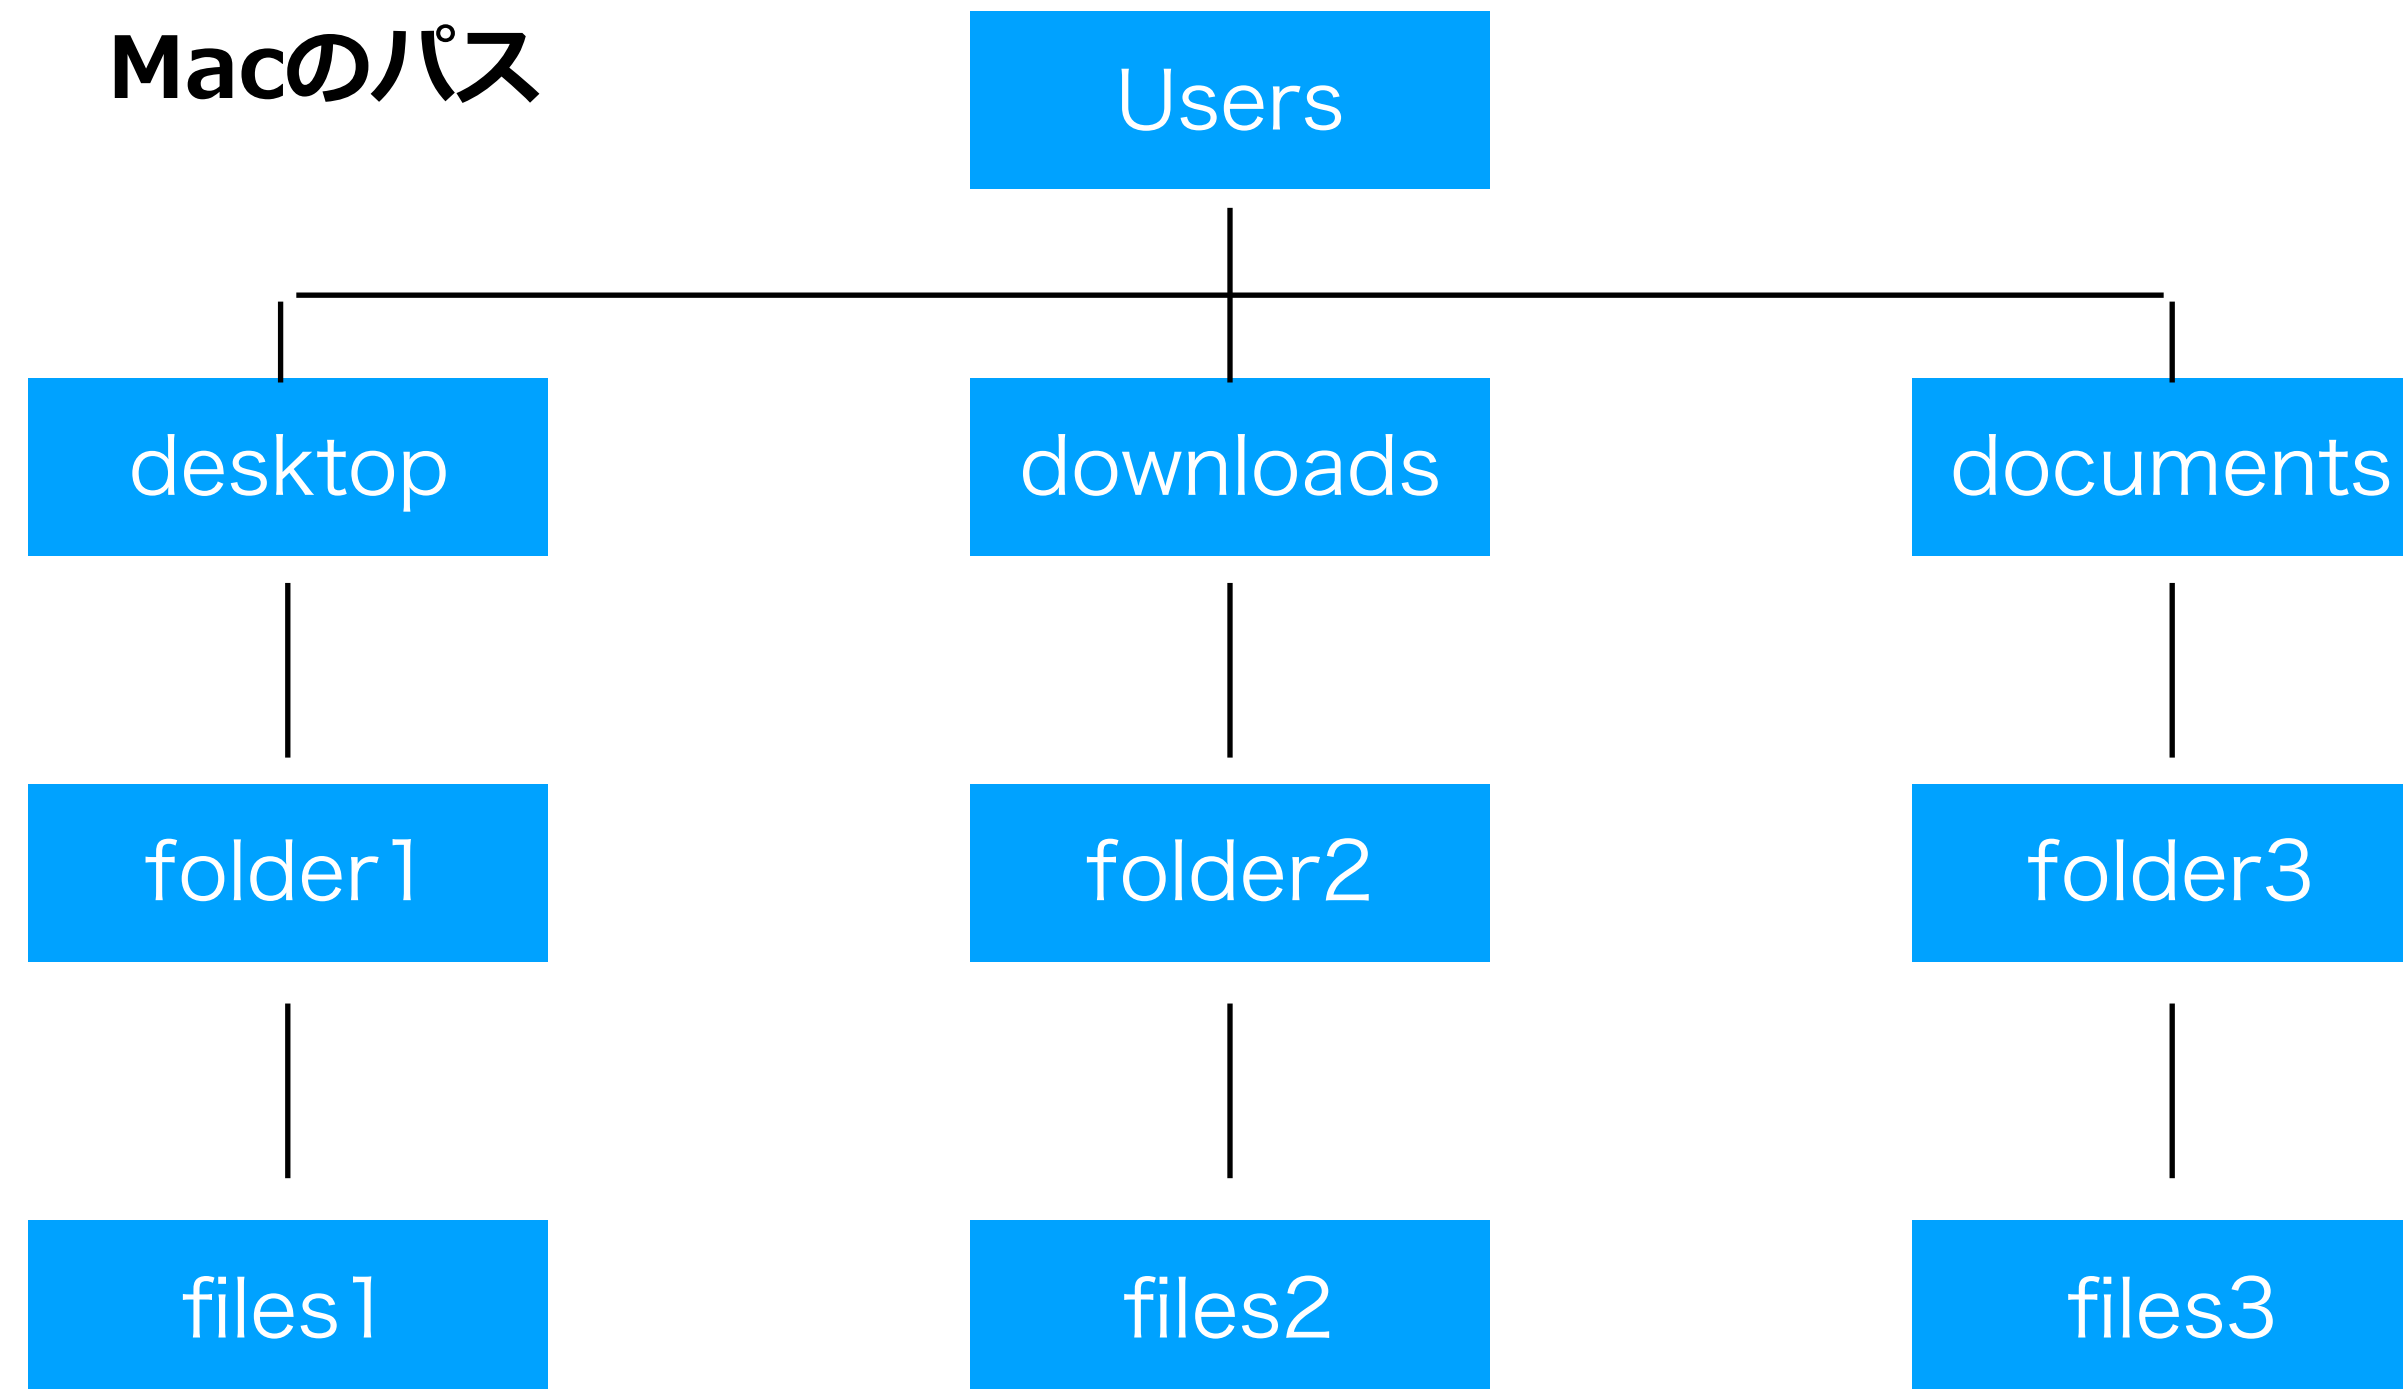 Macのパス
Users
desktop
downloads
documents
folder1
folder2
folder3
files1
files2
files3